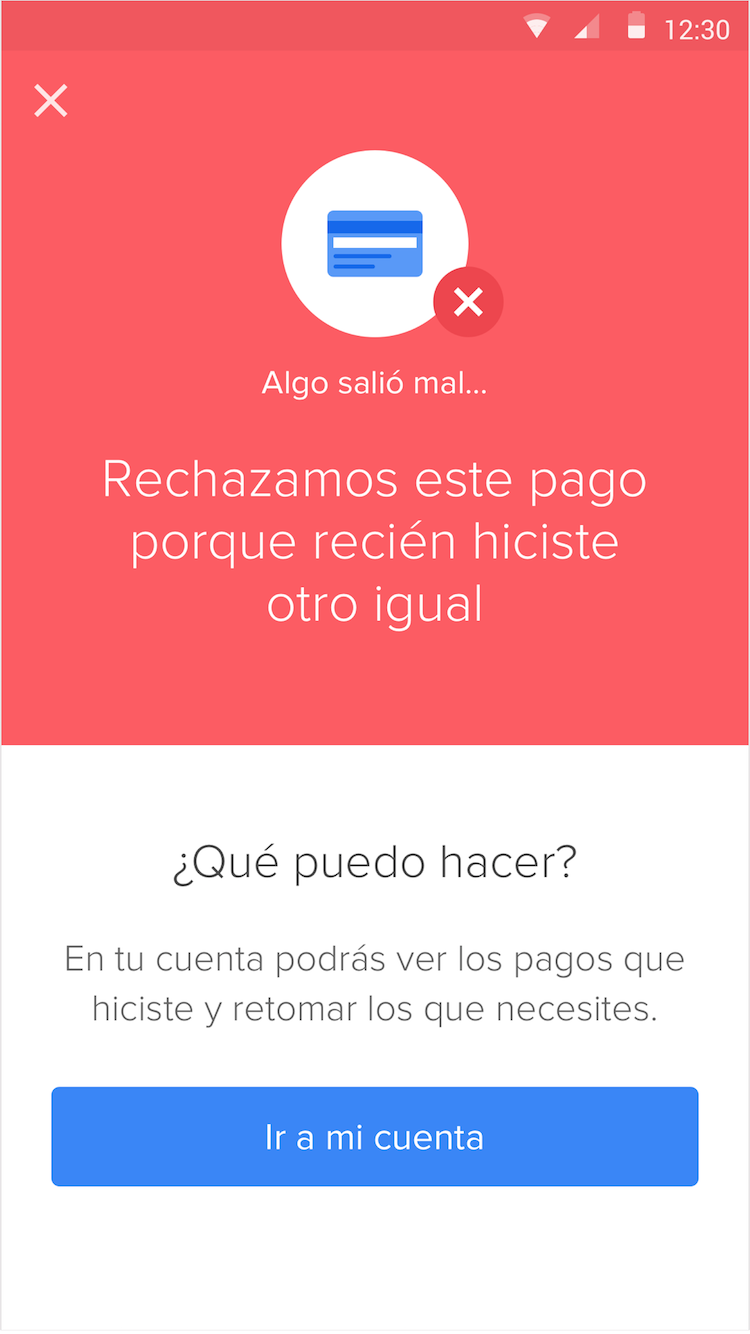 12:30
Algo salió mal...
Rechazamos este pago
porque recién hiciste
otro igual
¿Qué puedo hacer?
En tu cuenta podrás ver los pagos que
hiciste y retomar los que necesites.
Ir a mi cuenta